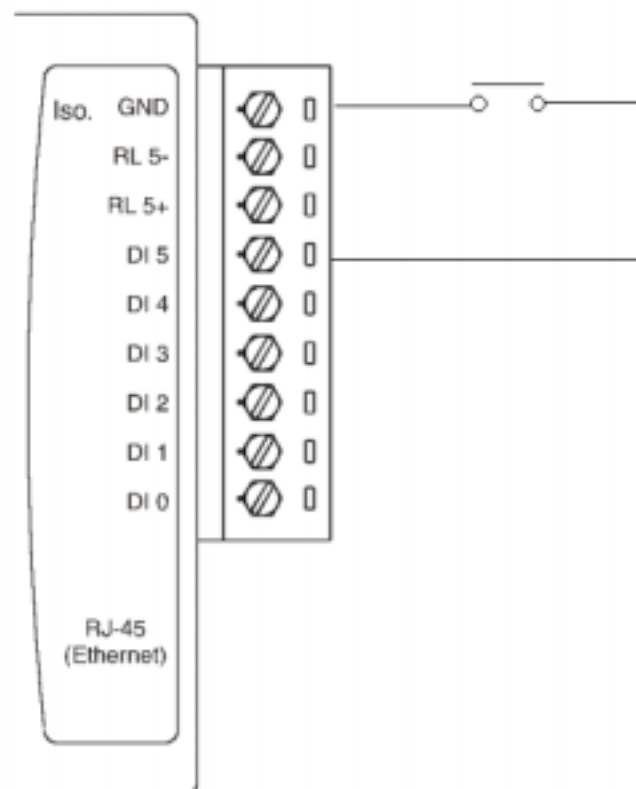 Iso. GND
RL 5-
RL 5+
DI 5
DI 4
DI 3
DI 2
DI 1
DI 0
RJ-45
(Ethernet)